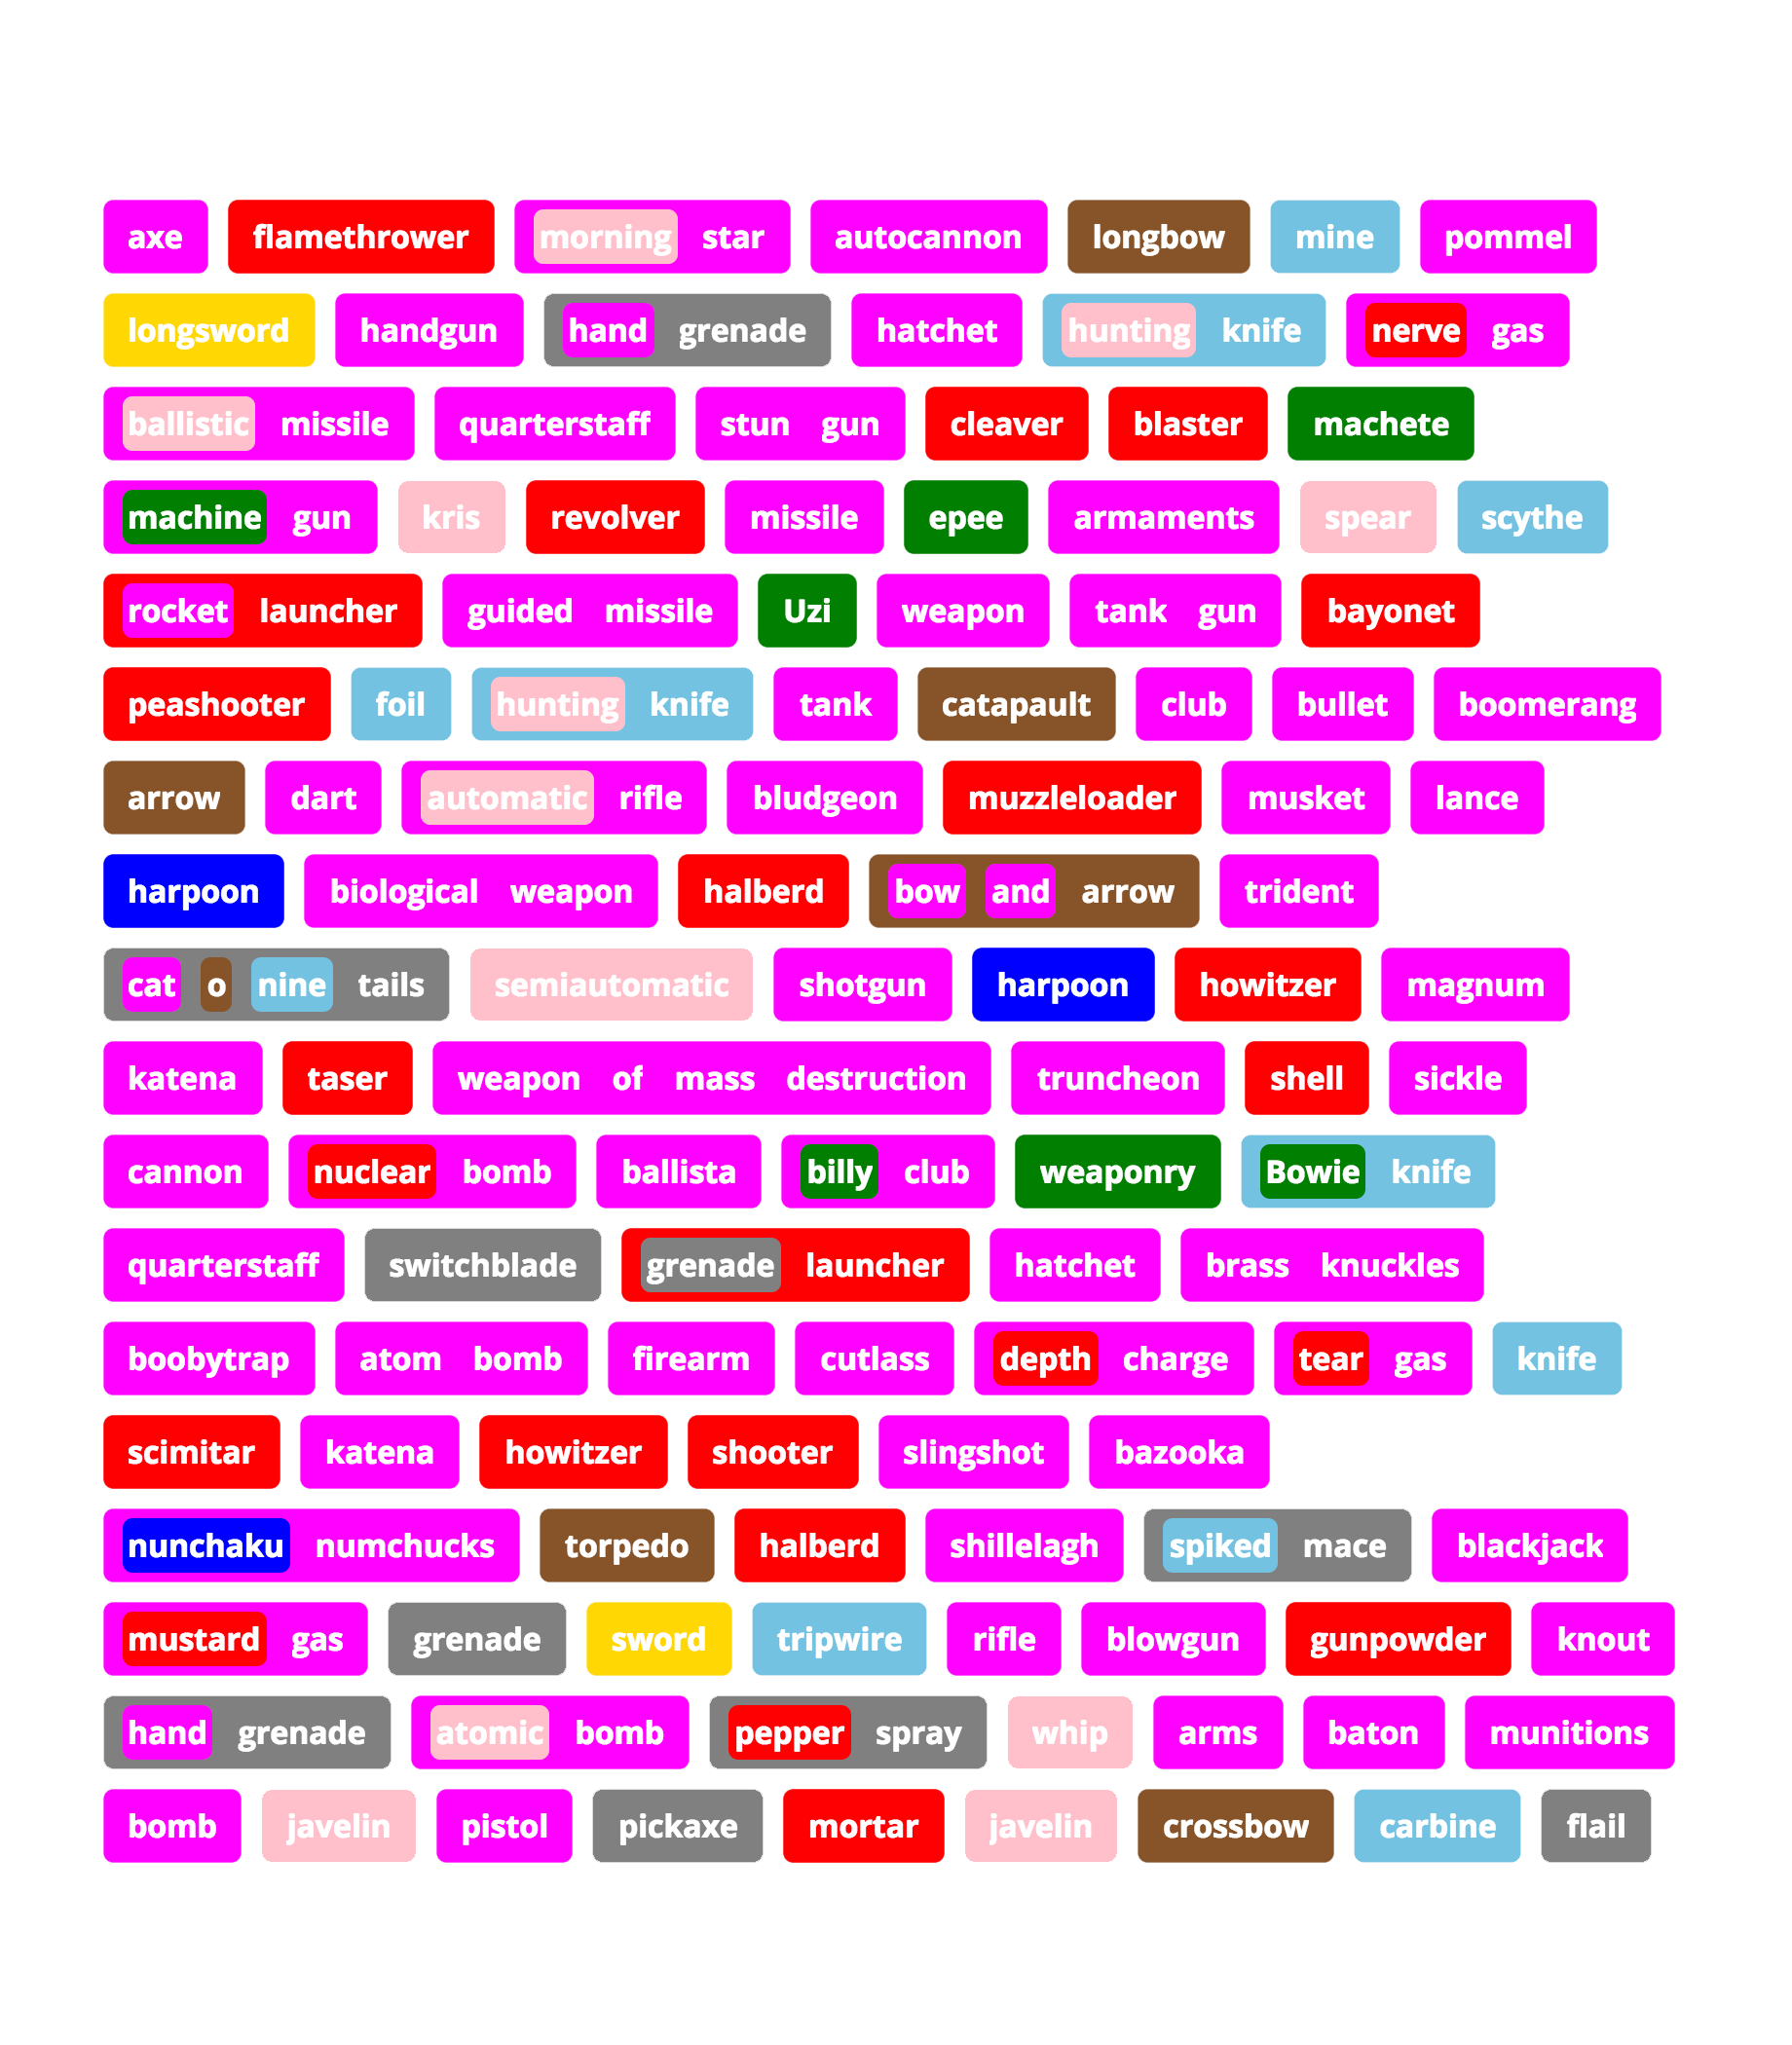 axe flamethrower morning star autocannon longbow mine pommel
longsword handgun hand grenade hatchet hunting knife nerve gas
ballistic missile quarterstaff stun gun cleaver blaster machete
machine gun kris revolver missile epee armaments spear scythe
rocket launcher guided missile Uzi weapon tank gun bayonet
peashooter foil hunting knife tank catapault club bullet boomerang
arrow dart automatic rifle bludgeon muzzleloader musket lance
harpoon biological weapon halberd bow and arrow trident
cat o nine tails semiautomatic shotgun harpoon howitzer magnum
katena taser weapon of mass destruction truncheon shell sickle
cannon nuclear bomb ballista billy club weaponry Bowie knife
quarterstaff switchblade grenade launcher hatchet brass knuckles
boobytrap atom bomb firearm cutlass depth charge tear gas knife
scimitar katena howitzer shooter slingshot bazooka
nunchaku numchucks torpedo halberd shillelagh spiked mace blackjack
mustard gas grenade sword tripwire rifle blowgun gunpowder knout
hand grenade atomic bomb pepper spray whip arms baton munitions
bomb javelin pistol pickaxe mortar javelin crossbow carbine flail